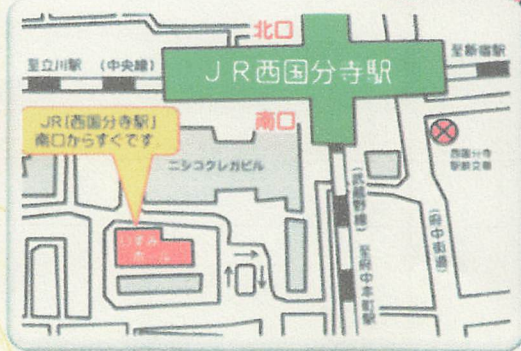 北口
至立川駅
(中央線)
JR西国分寺駅
至新宿駅
JR[西国分寺駅]
南口からすぐです
南口
ニシコクレガビル
西国分寺
駅前交番
いずみ
ホール
(武蔵野線)
至府中本町駅
(府中街道)